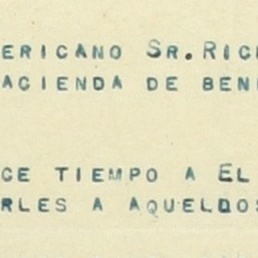 ERICANO SR. RIC
ACIENDA DE BEN
CE TIEMPO A EL
RLES A AQUELDOS